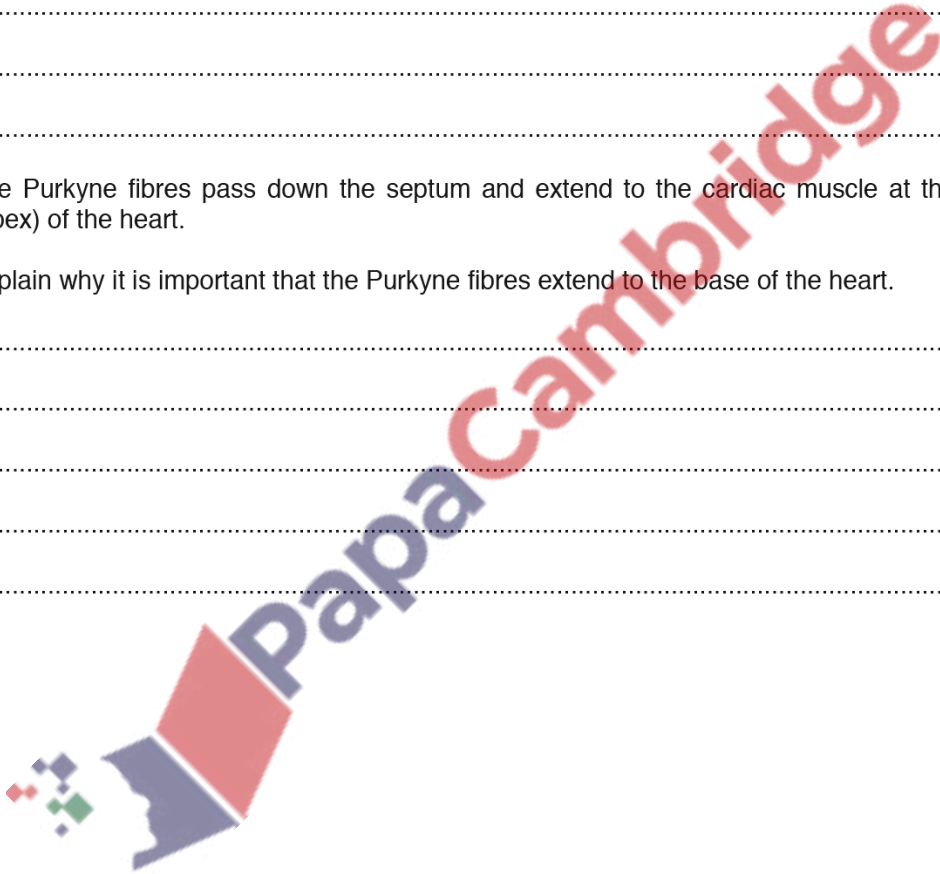 e Purkyne fibres pass down the septum and extend to the cardiac muscle at th
ex) of the heart.
plain why it is important that the Purkyne fibres extend to the base of the heart.
PapaCambridge